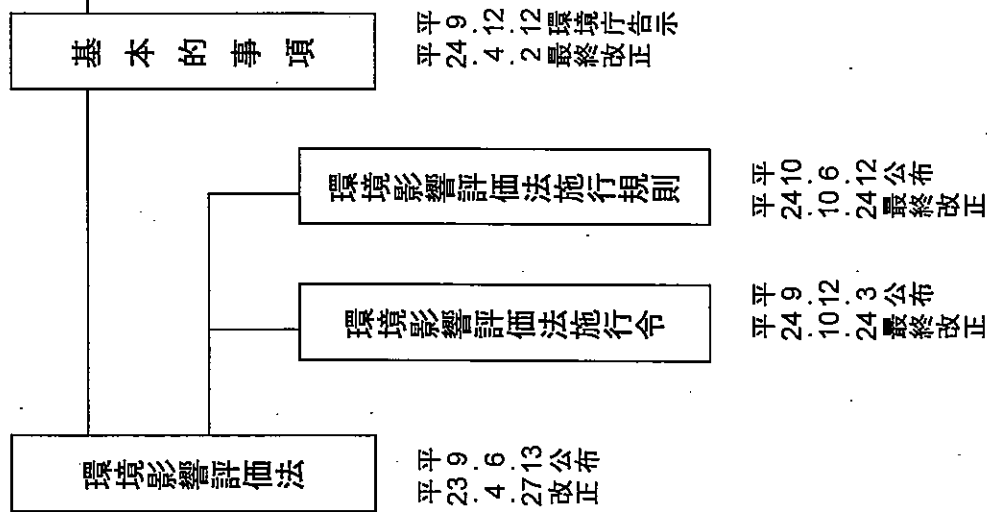 基本的事項
平 9 .12 .12 環境庁告示
平24 . 4 . 2 最終改正
環境影響評価法施行規則
平10 . 6 .12公布
平24 .10 .24最終改正
環境影響評価法施行令
平 9 .12 . 3 公布
平24 .10 .24最終改正
環境影響評価法
平 9 . 6 .13公布
平23 . 4 .27改正